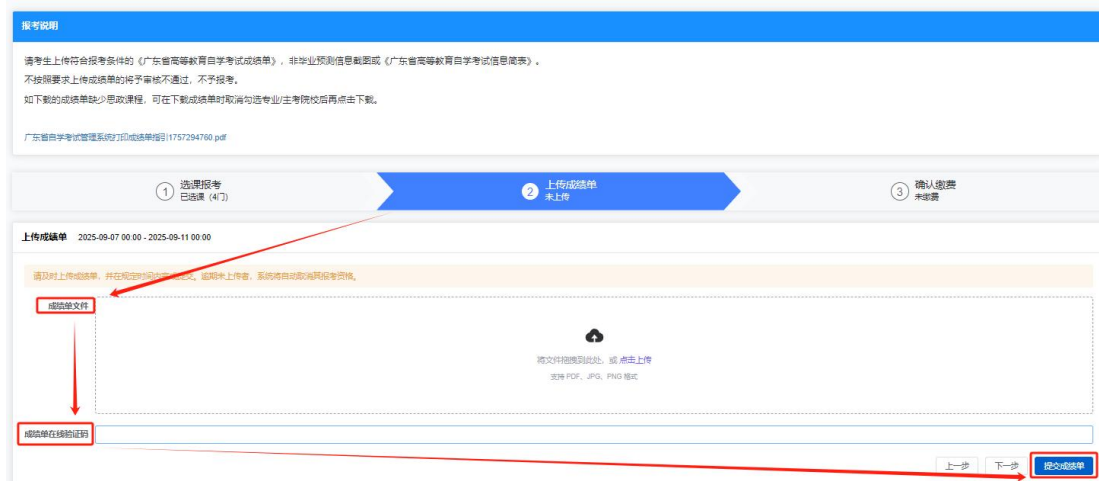 报考说明
请考生上传符合报考条件的《广东省高等教育自学考试成绩单》，非毕业预测信息截图或《广东省高等教育自学考试信息简表》。
不按照要求上传成绩单的将予审核不通过，不予报考。
如下载的成绩单缺少思政课程，可在下载成绩单时取消勾选专业/主考院校后再点击下载。
广东省自学考试管理系统打印成绩单指引1757294760.pdf
1 选课报考
已选课（4门）
2 上传成绩单
未上传
3 确认缴费
未缴费
上传成绩单 2025-09-07 00:00 - 2025-09-11 00:00
请及时上传成绩单，并在规定时间内完成提交。逾期未上传者，系统将自动取消其报考资格。
成绩单文件
将文件拖拽到此处，或 点击上传
支持 PDF、JPG、PNG 格式
成绩单在线验证码
上一步 下一步 提交成绩单